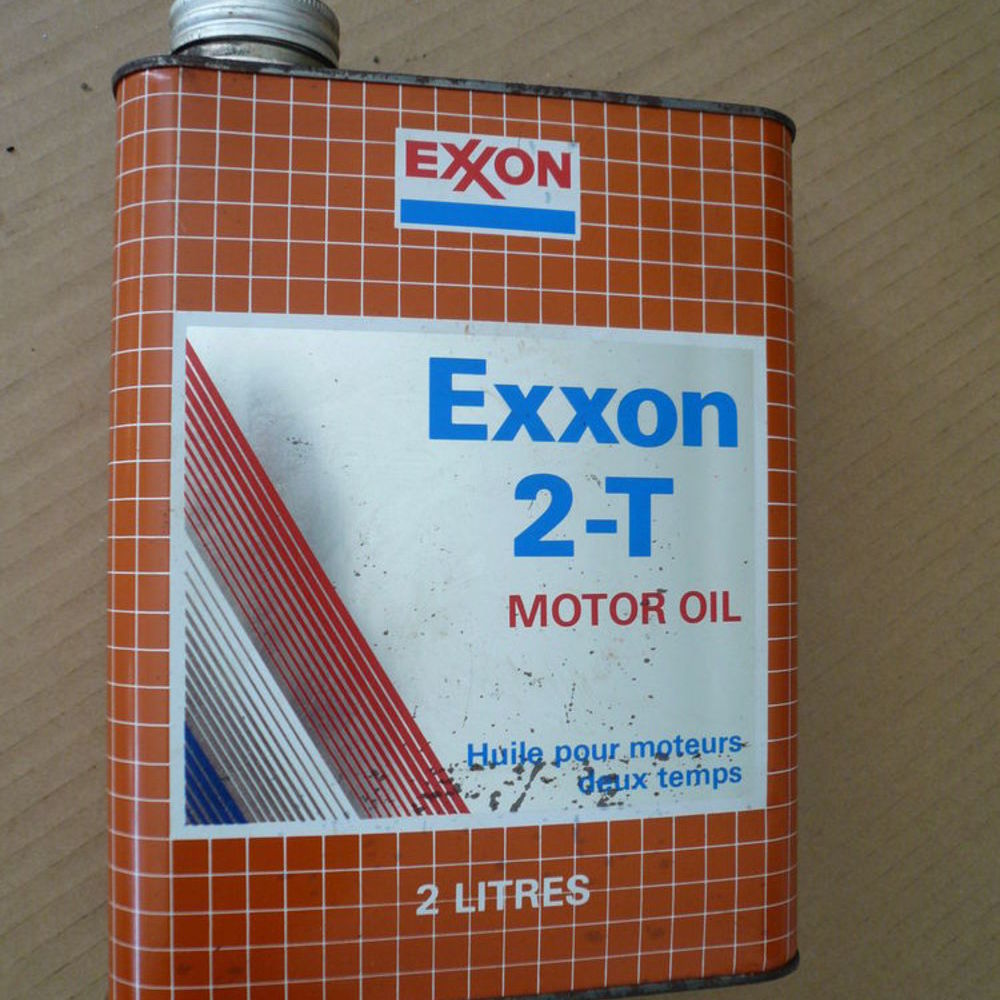 EXXON
Exxon
2-T
MOTOR OIL
Huile pour moteurs
deux temps
2 LITRES